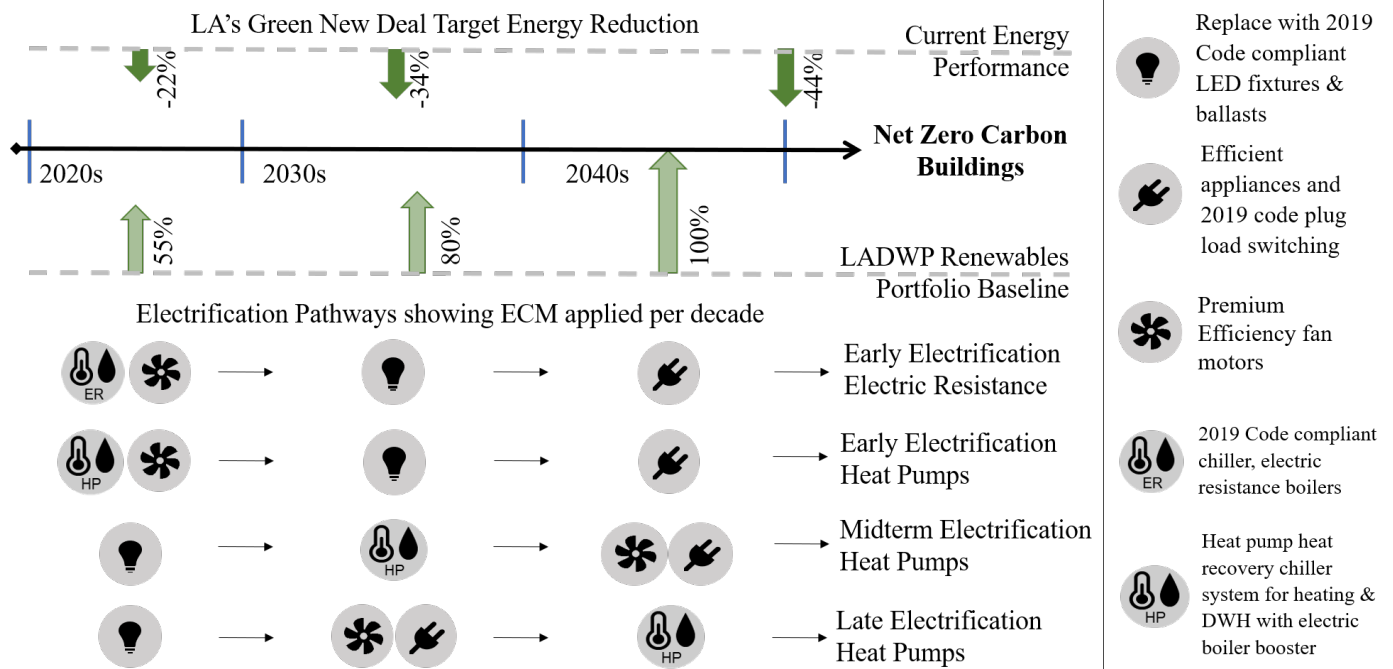 LA's Green New Deal Target Energy Reduction
Current Energy
Performance
-22%
-34%
-44%
Net Zero Carbon
Buildings
2020s
2030s
2040s
55%
80%
100%
LADWP Renewables
Portfolio Baseline
Electrification Pathways showing ECM applied per decade
ER
Early Electrification
Electric Resistance
HP
Early Electrification
Heat Pumps
HP
Midterm Electrification
Heat Pumps
HP
Late Electrification
Heat Pumps
Replace with 2019
Code compliant
LED fixtures &
ballasts
Efficient
appliances and
2019 code plug
load switching
Premium
Efficiency fan
motors
ER
2019 Code compliant
chiller, electric
resistance boilers
HP
Heat pump heat
recovery chiller
system for heating &
DWH with electric
boiler booster